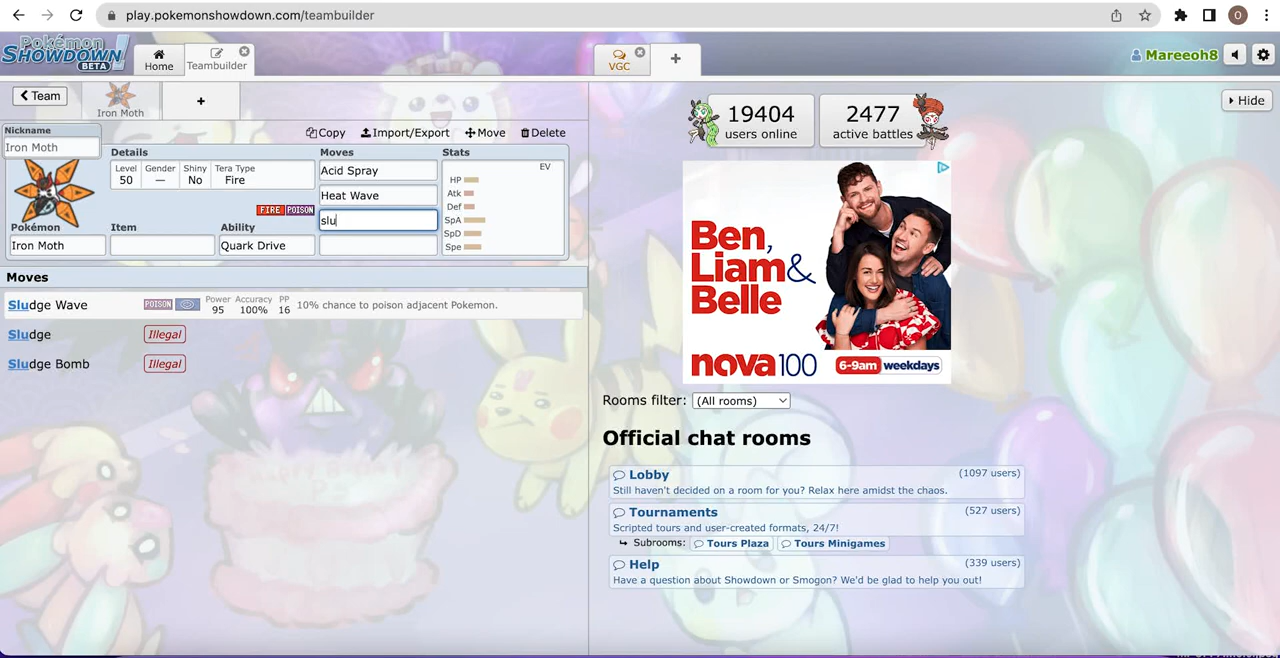 play.pokemonshowdown.com/teambuilder
O
Pokémon
SHOWDOWN!
BETA
Home
Teambuilder
VGC
+
Mareeoh8
Team
Iron Moth
+
Hide
Nickname
Iron Moth
Copy Import/Export Move Delete
Details
Level Gender Shiny Tera Type
50 — No Fire
FIRE POISON
Pokémon Item Ability
Iron Moth Quark Drive
Moves
Acid Spray
Heat Wave
slu
Stats
EV
HP
Atk
Def
SpA
SpD
Spe
Moves
Sludge Wave POISON Power 95 Accuracy 100% PP 16 10% chance to poison adjacent Pokemon.
Sludge Illegal
Sludge Bomb Illegal
19404
users online
2477
active battles
Ben,
Liam&
Belle
nova100
6-9am weekdays
Rooms filter: (All rooms)
Official chat rooms
Lobby (1097 users)
Still haven't decided on a room for you? Relax here amidst the chaos.
Tournaments (527 users)
Scripted tours and user-created formats, 24/7!
Subrooms: Tours Plaza Tours Minigames
Help (339 users)
Have a question about Showdown or Smogon? We'd be glad to help you out!